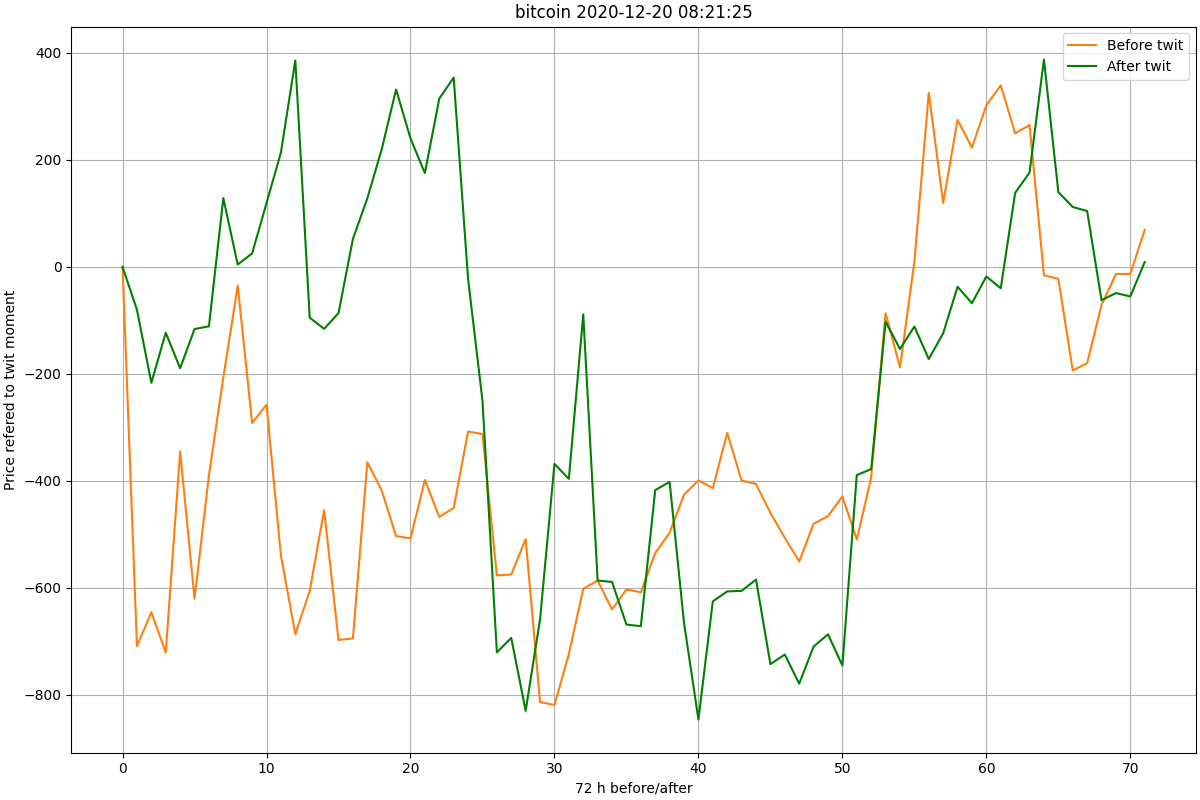 bitcoin 2020-12-20 08:21:25
Before twit
After twit
Price refered to twit moment
400
200
0
−200
−400
−600
−800
0 10 20 30 40 50 60 70
72 h before/after